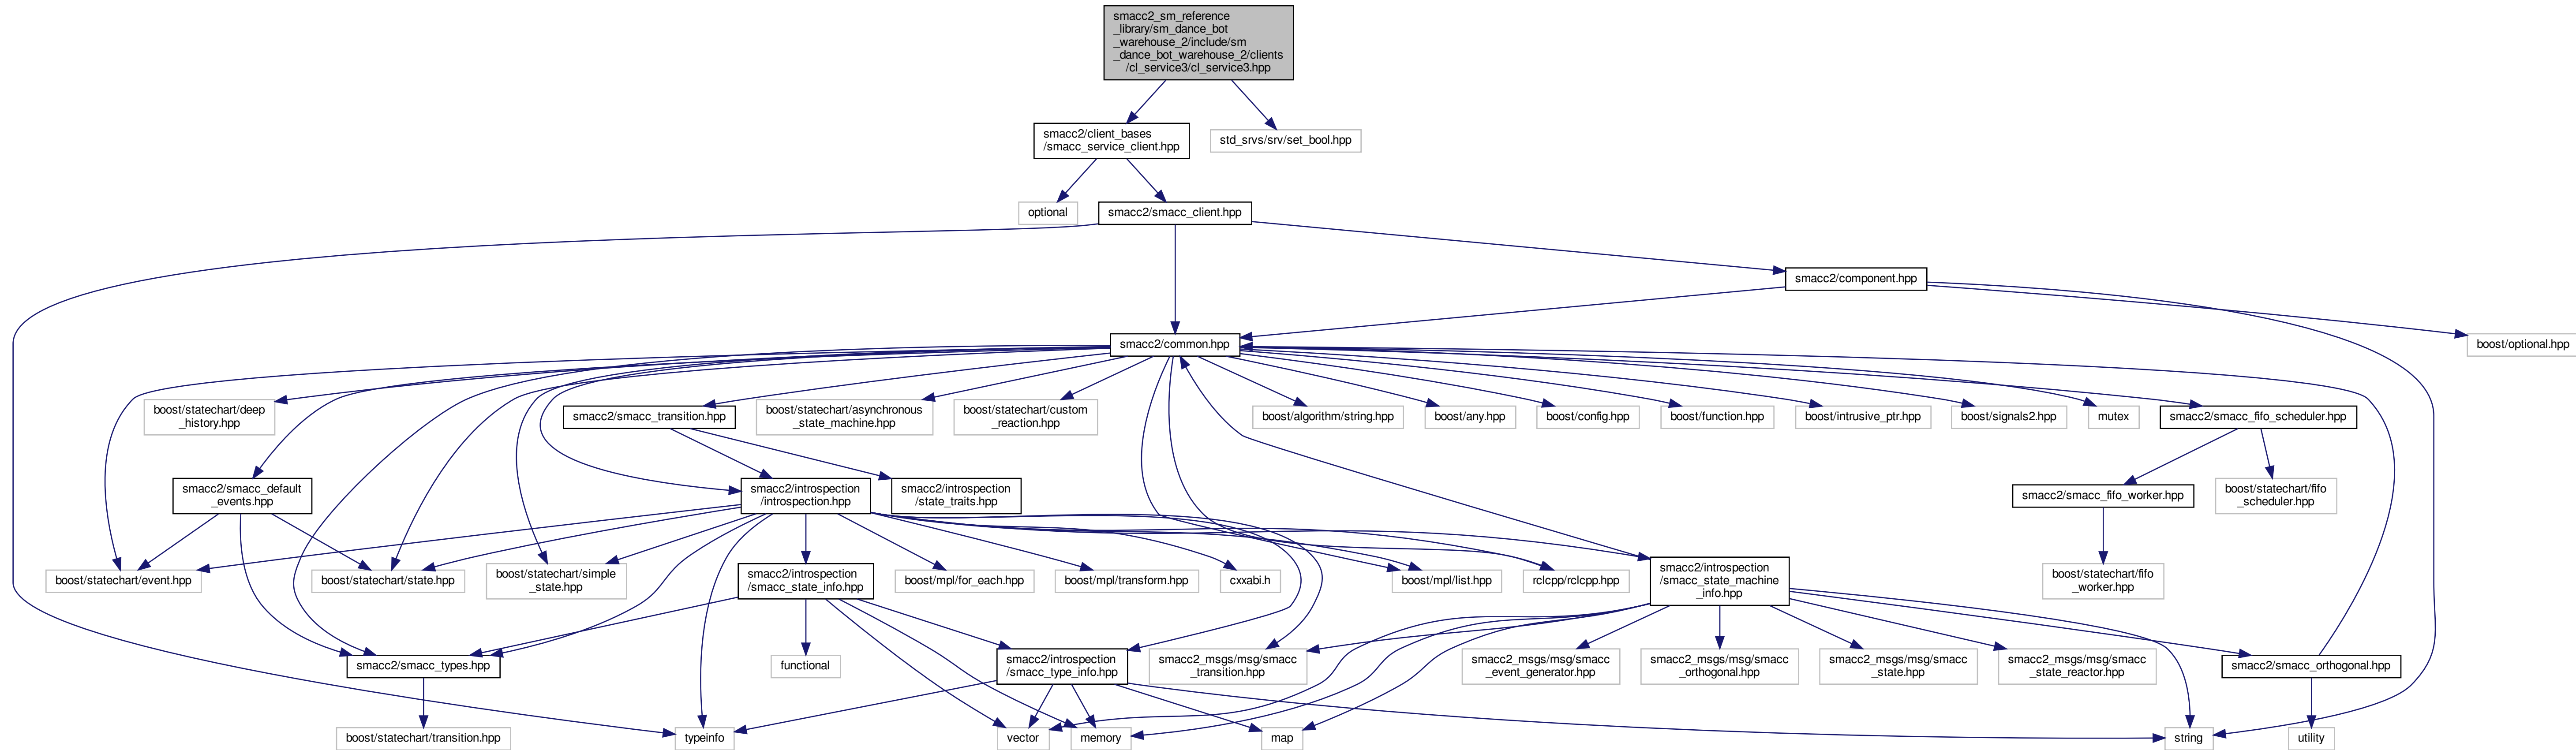 smacc2_sm_reference
_library/sm_dance_bot
_warehouse_2/include/sm
_dance_bot_warehouse_2/clients
/cl_service3/cl_service3.hpp
smacc2/client_bases
/smacc_service_client.hpp
std_srvs/srv/set_bool.hpp
optional
smacc2/smacc_client.hpp
smacc2/component.hpp
smacc2/common.hpp
boost/optional.hpp
boost/statechart/deep
_history.hpp
smacc2/smacc_transition.hpp
boost/statechart/asynchronous
_state_machine.hpp
boost/statechart/custom
_reaction.hpp
boost/algorithm/string.hpp
boost/any.hpp
boost/config.hpp
boost/function.hpp
boost/intrusive_ptr.hpp
boost/signals2.hpp
mutex
smacc2/smacc_fifo_scheduler.hpp
smacc2/smacc_default
_events.hpp
smacc2/introspection
/introspection.hpp
smacc2/introspection
/state_traits.hpp
smacc2/smacc_fifo_worker.hpp
boost/statechart/fifo
_scheduler.hpp
boost/statechart/event.hpp
boost/statechart/state.hpp
boost/statechart/simple
_state.hpp
smacc2/introspection
/smacc_state_info.hpp
boost/mpl/for_each.hpp
boost/mpl/transform.hpp
cxxabi.h
boost/mpl/list.hpp
rclcpp/rclcpp.hpp
smacc2/introspection
/smacc_state_machine
_info.hpp
boost/statechart/fifo
_worker.hpp
smacc2/smacc_types.hpp
functional
smacc2/introspection
/smacc_type_info.hpp
smacc2_msgs/msg/smacc
_transition.hpp
smacc2_msgs/msg/smacc
_event_generator.hpp
smacc2_msgs/msg/smacc
_orthogonal.hpp
smacc2_msgs/msg/smacc
_state.hpp
smacc2_msgs/msg/smacc
_state_reactor.hpp
smacc2/smacc_orthogonal.hpp
boost/statechart/transition.hpp
typeinfo
vector
memory
map
string
utility